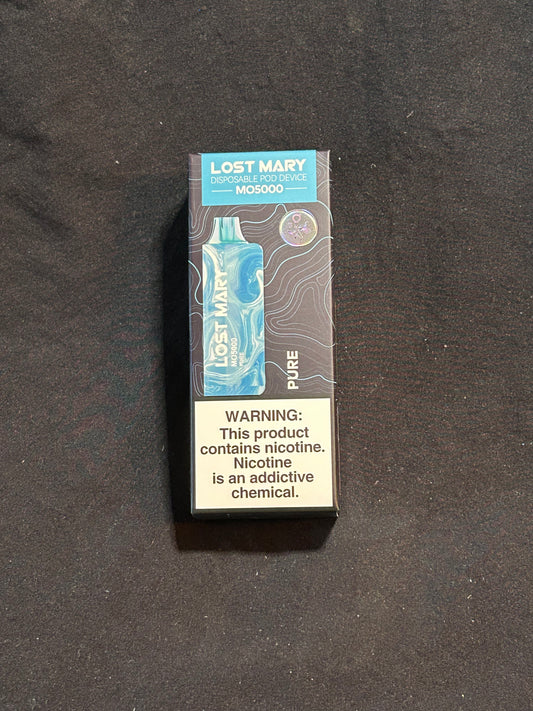 LOST MARY
DISPOSABLE POD DEVICE
MO5000
LOST MARY
MO5000
PURE
PURE
WARNING:
This product
contains nicotine.
Nicotine
is an addictive
chemical.